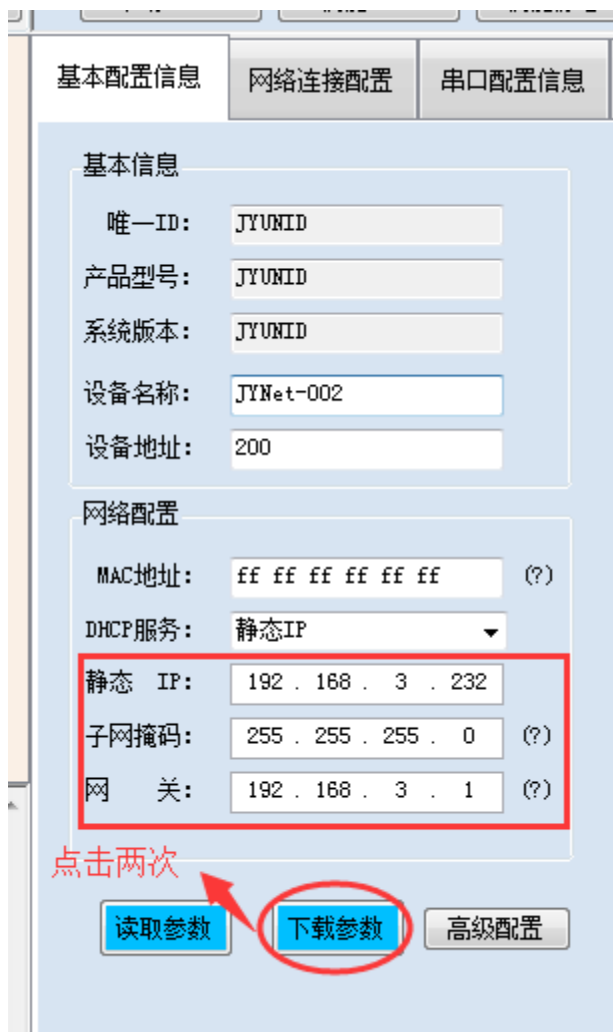 基本配置信息 网络连接配置 串口配置信息
基本信息
唯一ID: JYUNID
产品型号: JYUNID
系统版本: JYUNID
设备名称: JYNet-002
设备地址: 200
网络配置
MAC地址: ff ff ff ff ff ff (?)
DHCP服务: 静态IP
静态 IP: 192 . 168 . 3 . 232
子网掩码: 255 . 255 . 255 . 0 (?)
网 关: 192 . 168 . 3 . 1 (?)
点击两次
读取参数 下载参数 高级配置